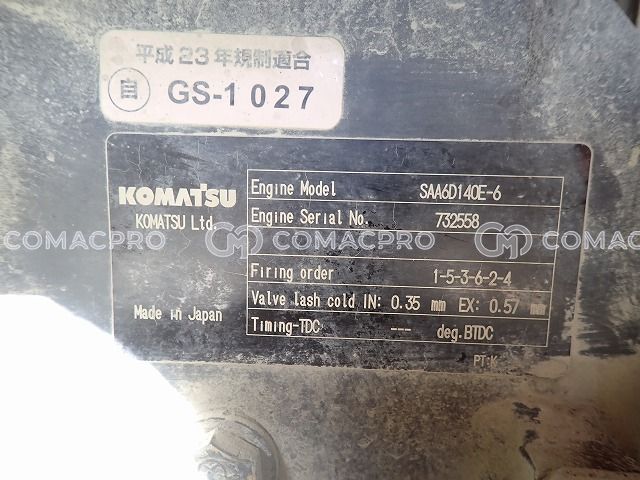 平成23年規制適合
自 GS-1027
KOMATSU
KOMATSU Ltd.
Made in Japan
Engine Model SAA6D140E-6
Engine Serial No. 732558
Firing order 1-5-3-6-2-4
Valve lash cold IN: 0.35 mm EX: 0.57 mm
Timing-TDC --- deg.BTDC
PT:K
COMACPRO COMACPRO COMACPRO